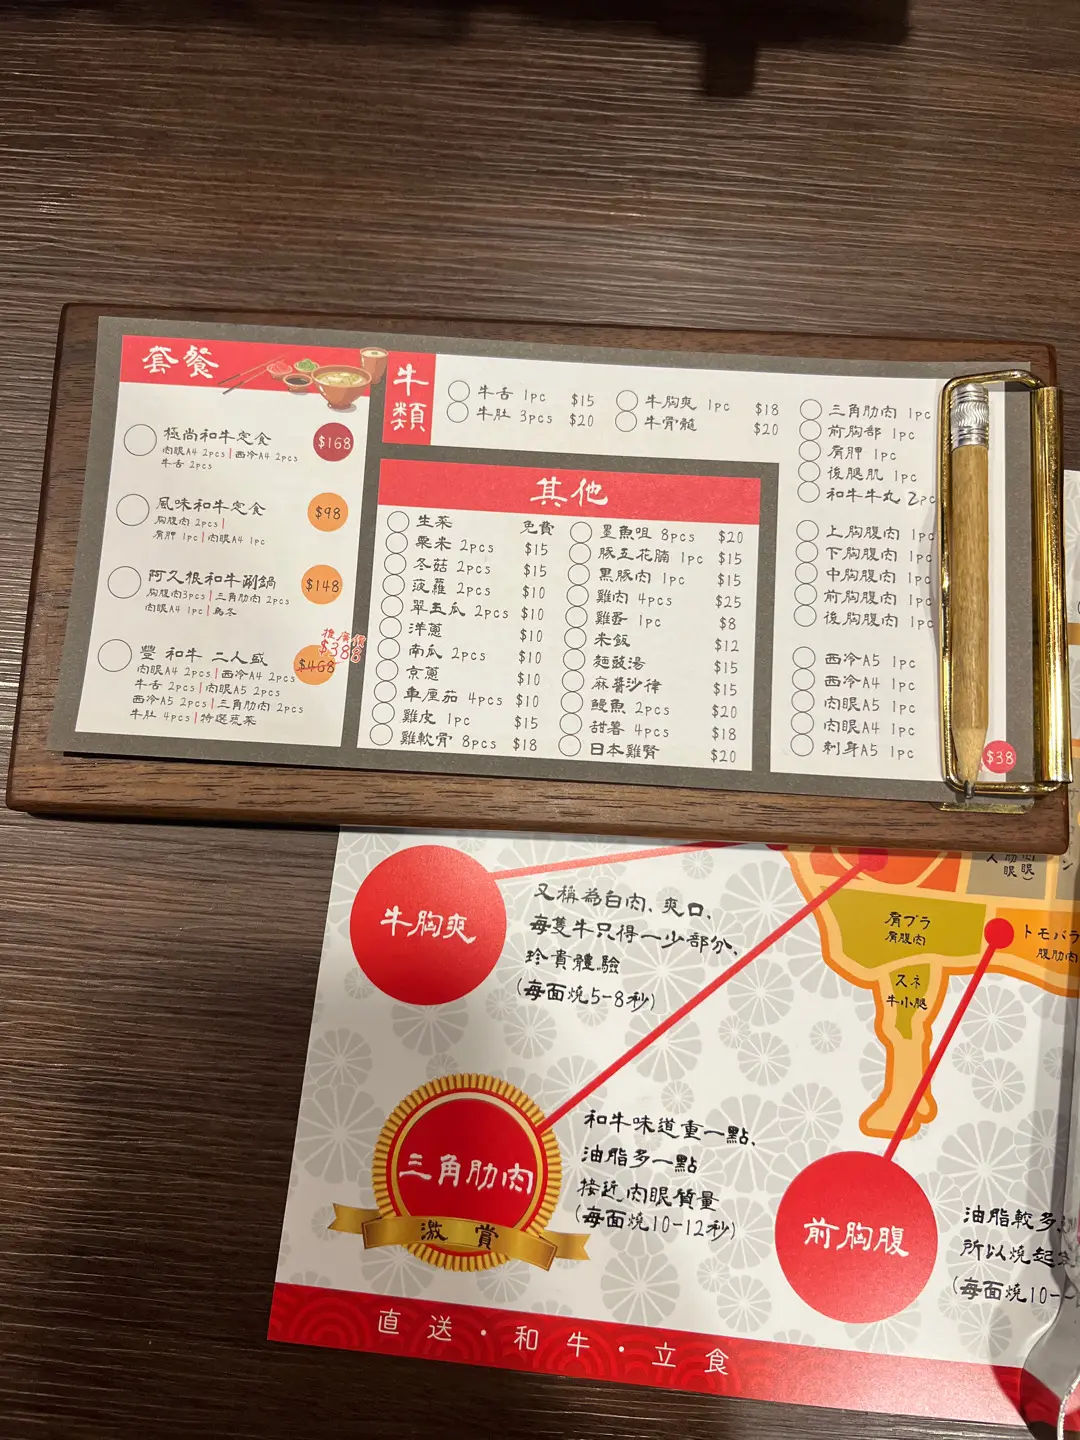 套餐
極尚和牛定食 $168
肉眼A4 2pcs | 西冷A4 2pcs
牛舌 2pcs
風味和牛定食 $98
胸腹肉 2pcs |
肩胛 1pc | 肉眼A4 1pc
阿久根和牛涮鍋 $148
胸腹肉3pcs | 三角肋肉 2pcs
肉眼A4 1pc | 烏冬
推廣價
$388
豐 和牛 二人盛 $468
肉眼A4 2pcs | 西冷A4 2pcs
牛舌 2pcs | 肉眼A5 2pcs
西冷A5 2pcs | 三角肋肉 2pcs
牛肚 4pcs | 特選蔬菜
牛類
牛舌 1pc $15
牛肚 3pcs $20
牛胸爽 1pc $18
牛骨髓 $20
三角肋肉 1pc
前胸部 1pc
肩胛 1pc
後腿肌 1pc
和牛牛丸 2pc
上胸腹肉 1pc
下胸腹肉 1pc
中胸腹肉 1pc
前胸腹肉 1pc
後胸腹肉 1pc
西冷A5 1pc
西冷A4 1pc
肉眼A5 1pc
肉眼A4 1pc
刺身A5 1pc
$38
其他
生菜 免費
粟米 2pcs $15
冬菇 2pcs $15
菠蘿 2pcs $10
翠玉瓜 2pcs $10
洋蔥 $10
南瓜 2pcs $10
京蔥 $10
車厘茄 4pcs $10
雞皮 1pc $15
雞軟骨 8pcs $18
墨魚咀 8pcs $20
豚五花腩 1pc $15
黑豚肉 1pc $15
雞肉 4pcs $25
雞蛋 1pc $8
米飯 $12
麵豉湯 $15
麻醬沙律 $15
鰻魚 2pcs $20
甜薯 4pcs $18
日本雞腎 $20
牛胸爽
又稱為白肉、爽口、
每隻牛只得一少部分、
珍貴體驗
(每面燒5-8秒)
三角肋肉
激賞
和牛味道重一點、
油脂多一點
接近肉眼質量
(每面燒10-12秒)
肩ブラ
肩腹肉
スネ
牛小腿
トモバラ
腹肋肉
前胸腹
油脂較多
所以燒起
(每面燒10-
直送・和牛・立食